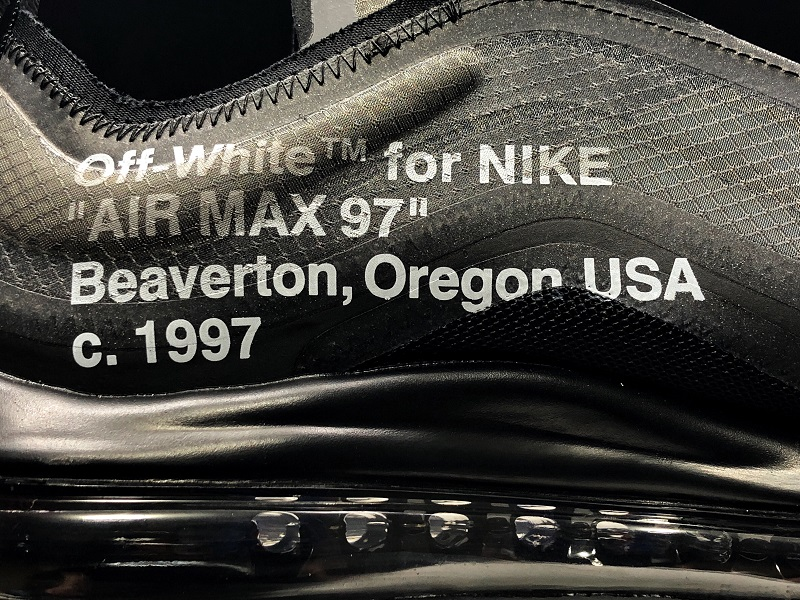 Off-White™ for NIKE
"AIR MAX 97"
Beaverton, Oregon USA
c. 1997